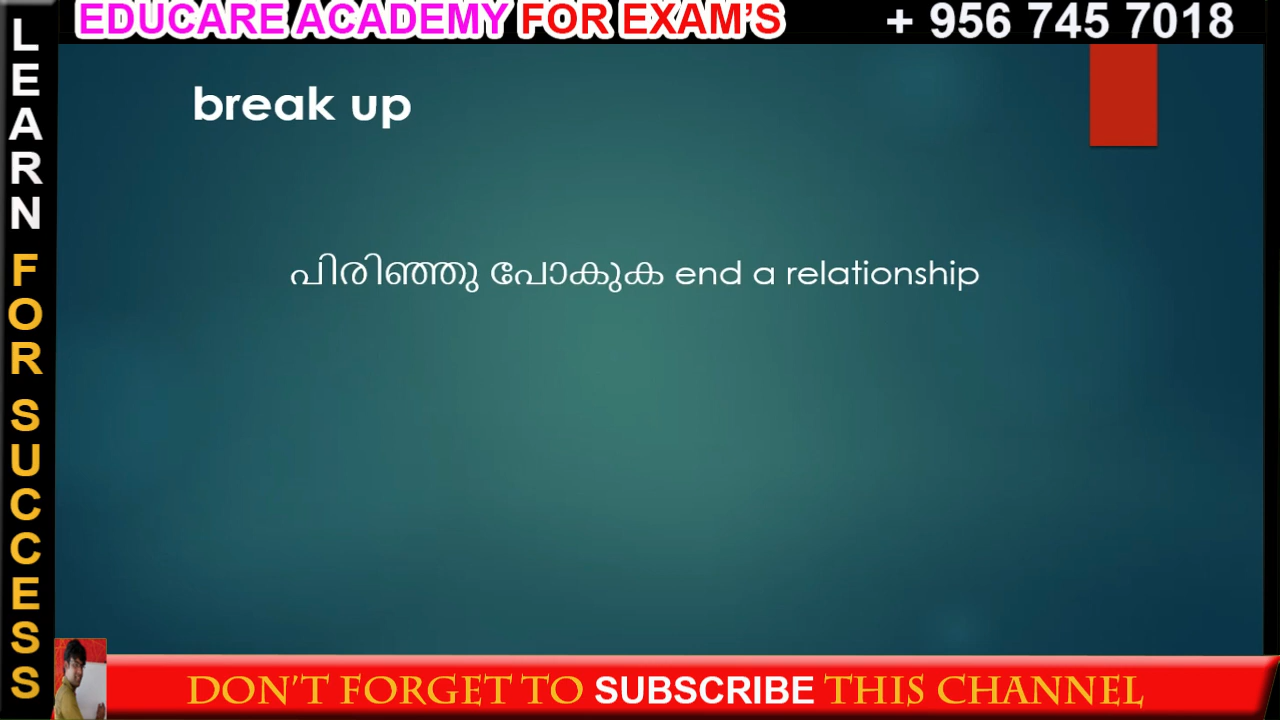 EDUCARE ACADEMY FOR EXAM'S
+ 956 745 7018
LEARN FOR SUCCESS
break up
പിരിഞ്ഞു പോകുക end a relationship
DON'T FORGET TO SUBSCRIBE THIS CHANNEL